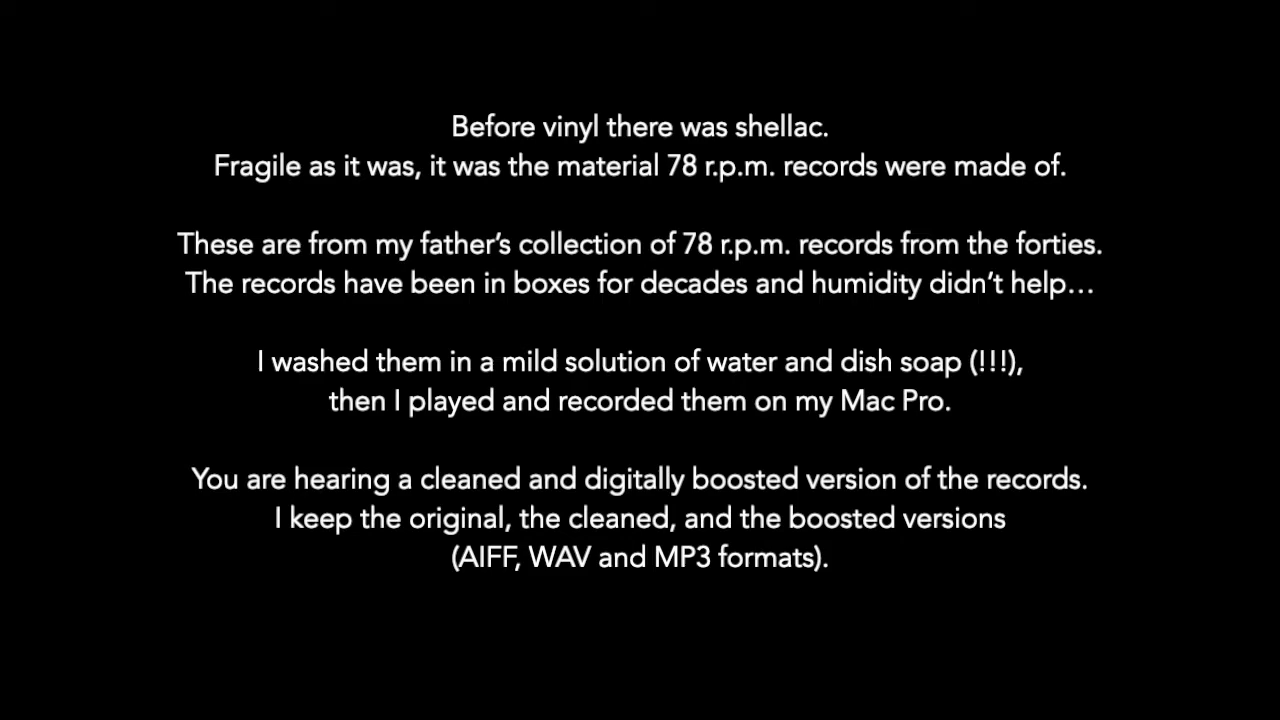 Before vinyl there was shellac.
Fragile as it was, it was the material 78 r.p.m. records were made of.
These are from my father’s collection of 78 r.p.m. records from the forties.
The records have been in boxes for decades and humidity didn’t help…
I washed them in a mild solution of water and dish soap (!!!),
then I played and recorded them on my Mac Pro.
You are hearing a cleaned and digitally boosted version of the records.
I keep the original, the cleaned, and the boosted versions
(AIFF, WAV and MP3 formats).